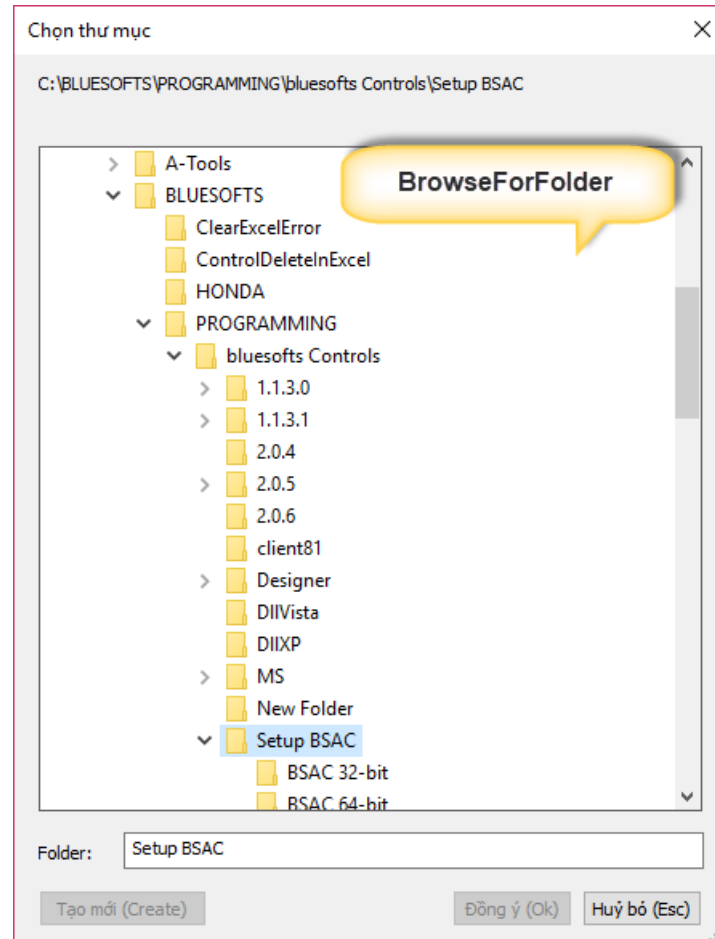 Chọn thư mục
C:\BLUESOFTS\PROGRAMMING\bluesofts Controls\Setup BSAC
A-Tools
BrowseForFolder
BLUESOFTS
ClearExcelError
ControlDeleteInExcel
HONDA
PROGRAMMING
bluesofts Controls
1.1.3.0
1.1.3.1
2.0.4
2.0.5
2.0.6
client81
Designer
DllVista
DllXP
MS
New Folder
Setup BSAC
BSAC 32-bit
BSAC 64-bit
Folder: Setup BSAC
Tạo mới (Create) Đồng ý (Ok) Huỷ bỏ (Esc)